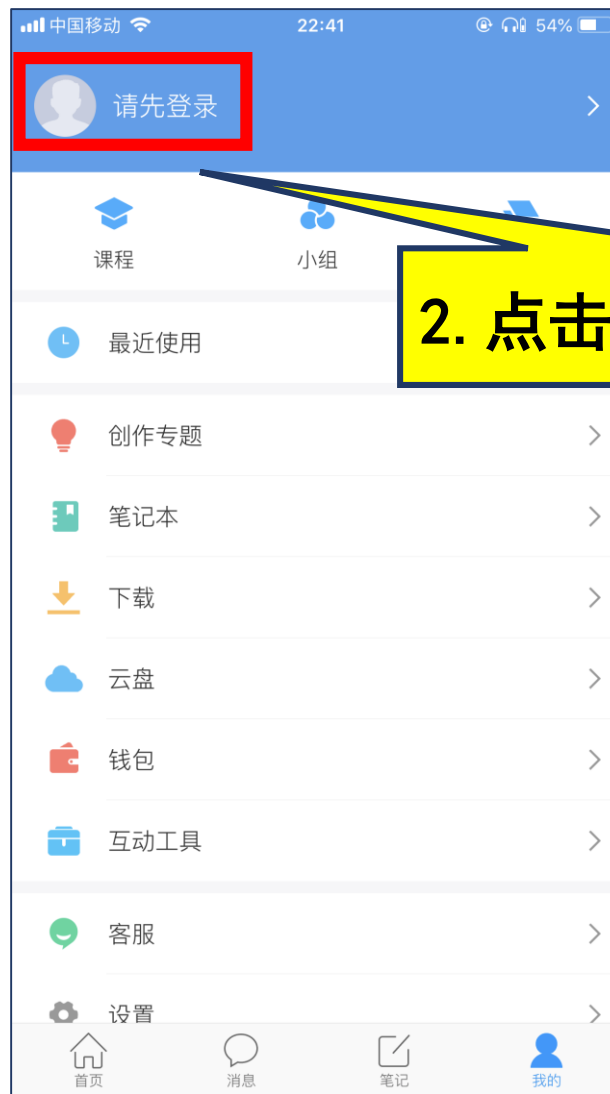 中国移动 22:41 54%
请先登录
课程 小组
2. 点击
最近使用
创作专题
笔记本
下载
云盘
钱包
互动工具
客服
设置
首页 消息 笔记 我的